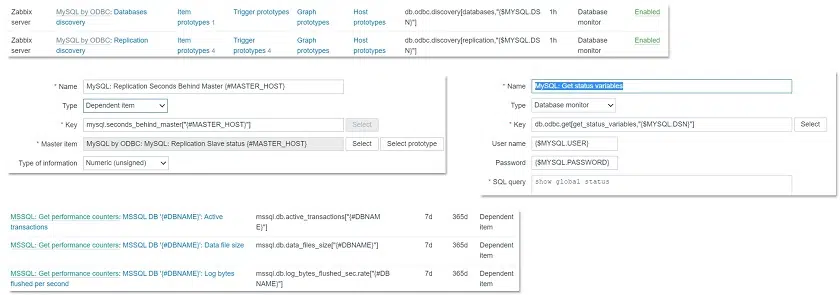 Zabbix server
MySQL by ODBC: Databases discovery
Item prototypes 1
Trigger prototypes
Graph prototypes
Host prototypes
db.odbc.discovery[databases,"{$MYSQL.DSN}"]
1h
Database monitor
Enabled
Zabbix server
MySQL by ODBC: Replication discovery
Item prototypes 4
Trigger prototypes 4
Graph prototypes
Host prototypes
db.odbc.discovery[replication,"{$MYSQL.DSN}"]
1h
Database monitor
Enabled
* Name MySQL: Replication Seconds Behind Master {#MASTER_HOST}
Type Dependent item
* Key mysql.seconds_behind_master["{#MASTER_HOST}"] Select
* Master item MySQL by ODBC: MySQL: Replication Slave status {#MASTER_HOST} Select Select prototype
Type of information Numeric (unsigned)
* Name MySQL: Get status variables
Type Database monitor
* Key db.odbc.get[get_status_variables,"{$MYSQL.DSN}"] Select
User name {$MYSQL.USER}
Password {$MYSQL.PASSWORD}
* SQL query show global status
MSSQL: Get performance counters: MSSQL DB '{#DBNAME}': Active transactions
mssql.db.active_transactions["{#DBNAME}"]
7d
365d
Dependent item
MSSQL: Get performance counters: MSSQL DB '{#DBNAME}': Data file size
mssql.db.data_files_size["{#DBNAME}"]
7d
365d
Dependent item
MSSQL: Get performance counters: MSSQL DB '{#DBNAME}': Log bytes flushed per second
mssql.db.log_bytes_flushed_sec.rate["{#DBNAME}"]
7d
365d
Dependent item